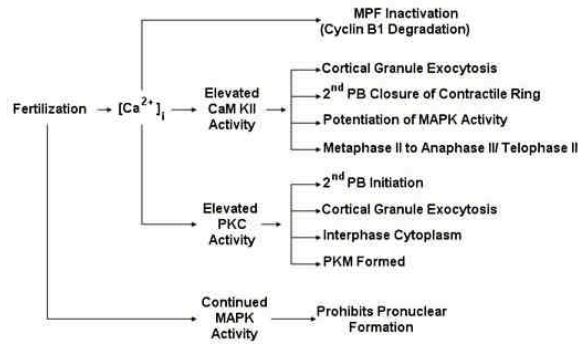 MPF Inactivation
(Cyclin B1 Degradation)
Fertilization
[Ca2+]i
Elevated
CaM KII
Activity
Cortical Granule Exocytosis
2nd PB Closure of Contractile Ring
Potentiation of MAPK Activity
Metaphase II to Anaphase II/ Telophase II
Elevated
PKC
Activity
2nd PB Initiation
Cortical Granule Exocytosis
Interphase Cytoplasm
PKM Formed
Continued
MAPK
Activity
Prohibits Pronuclear
Formation